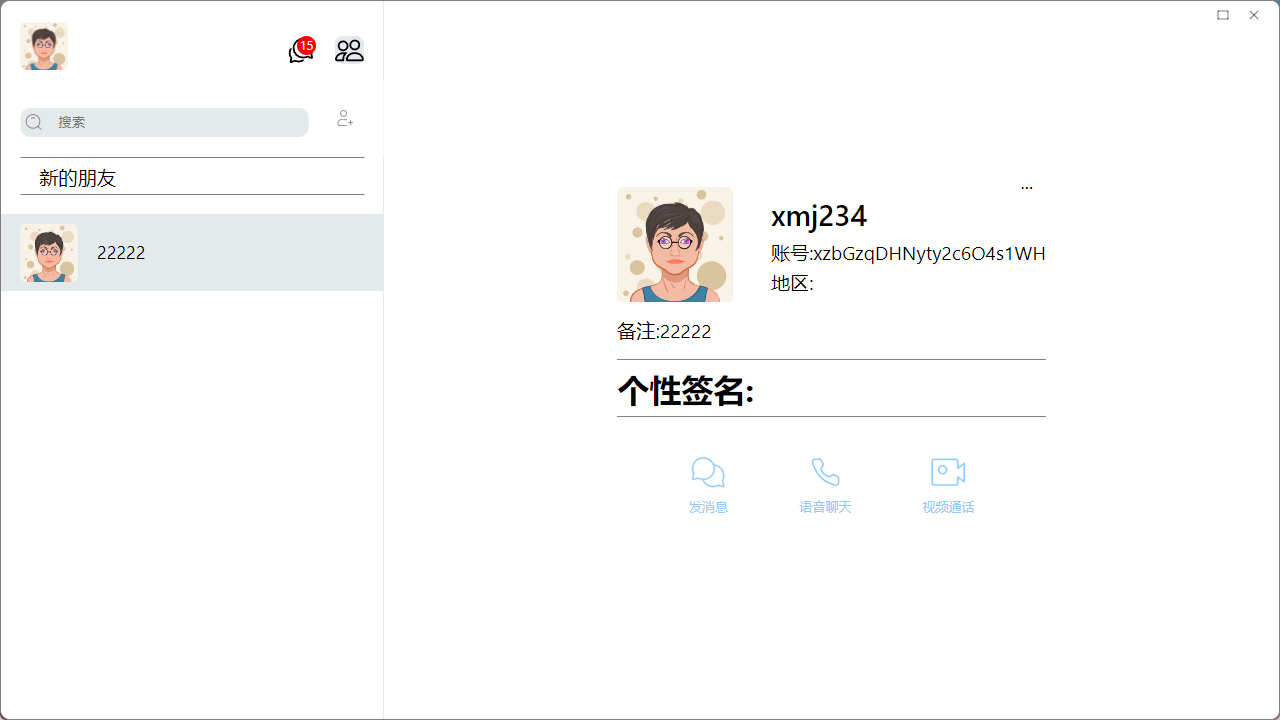 15
搜索
新的朋友
22222
...
xmj234
账号:xzbGzqDHNyty2c6O4s1WH
地区:
备注:22222
个性签名:
发消息
语音聊天
视频通话